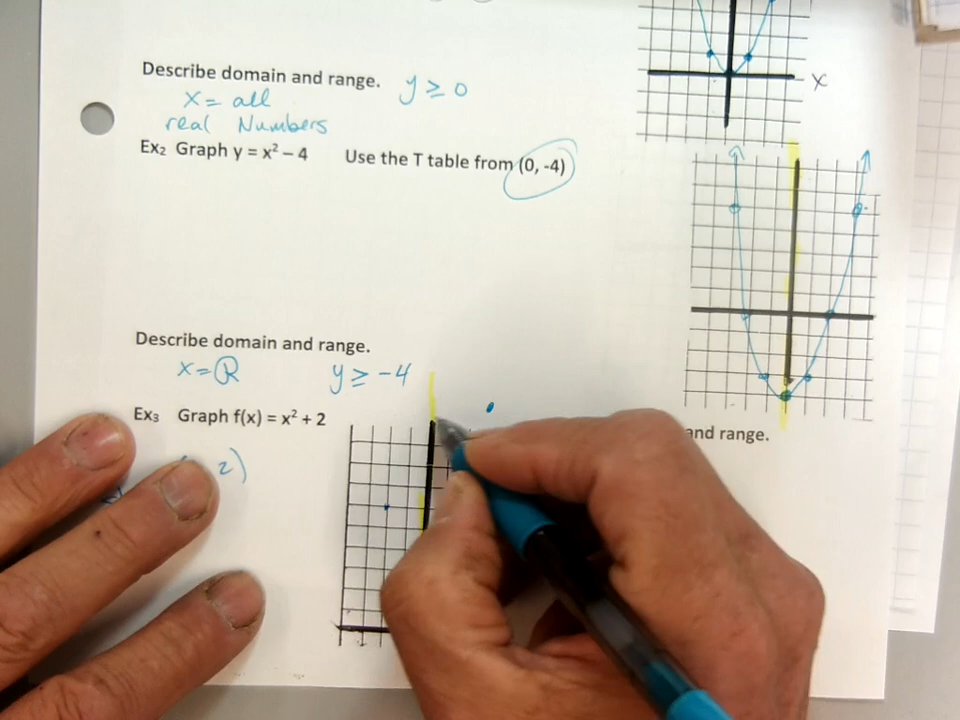 Describe domain and range. y ≥ 0
x = all
real Numbers
x
Ex2 Graph y = x² – 4 Use the T table from (0, -4)
Describe domain and range.
x = ℝ y ≥ -4
Ex3 Graph f(x) = x² + 2
and range.
2)